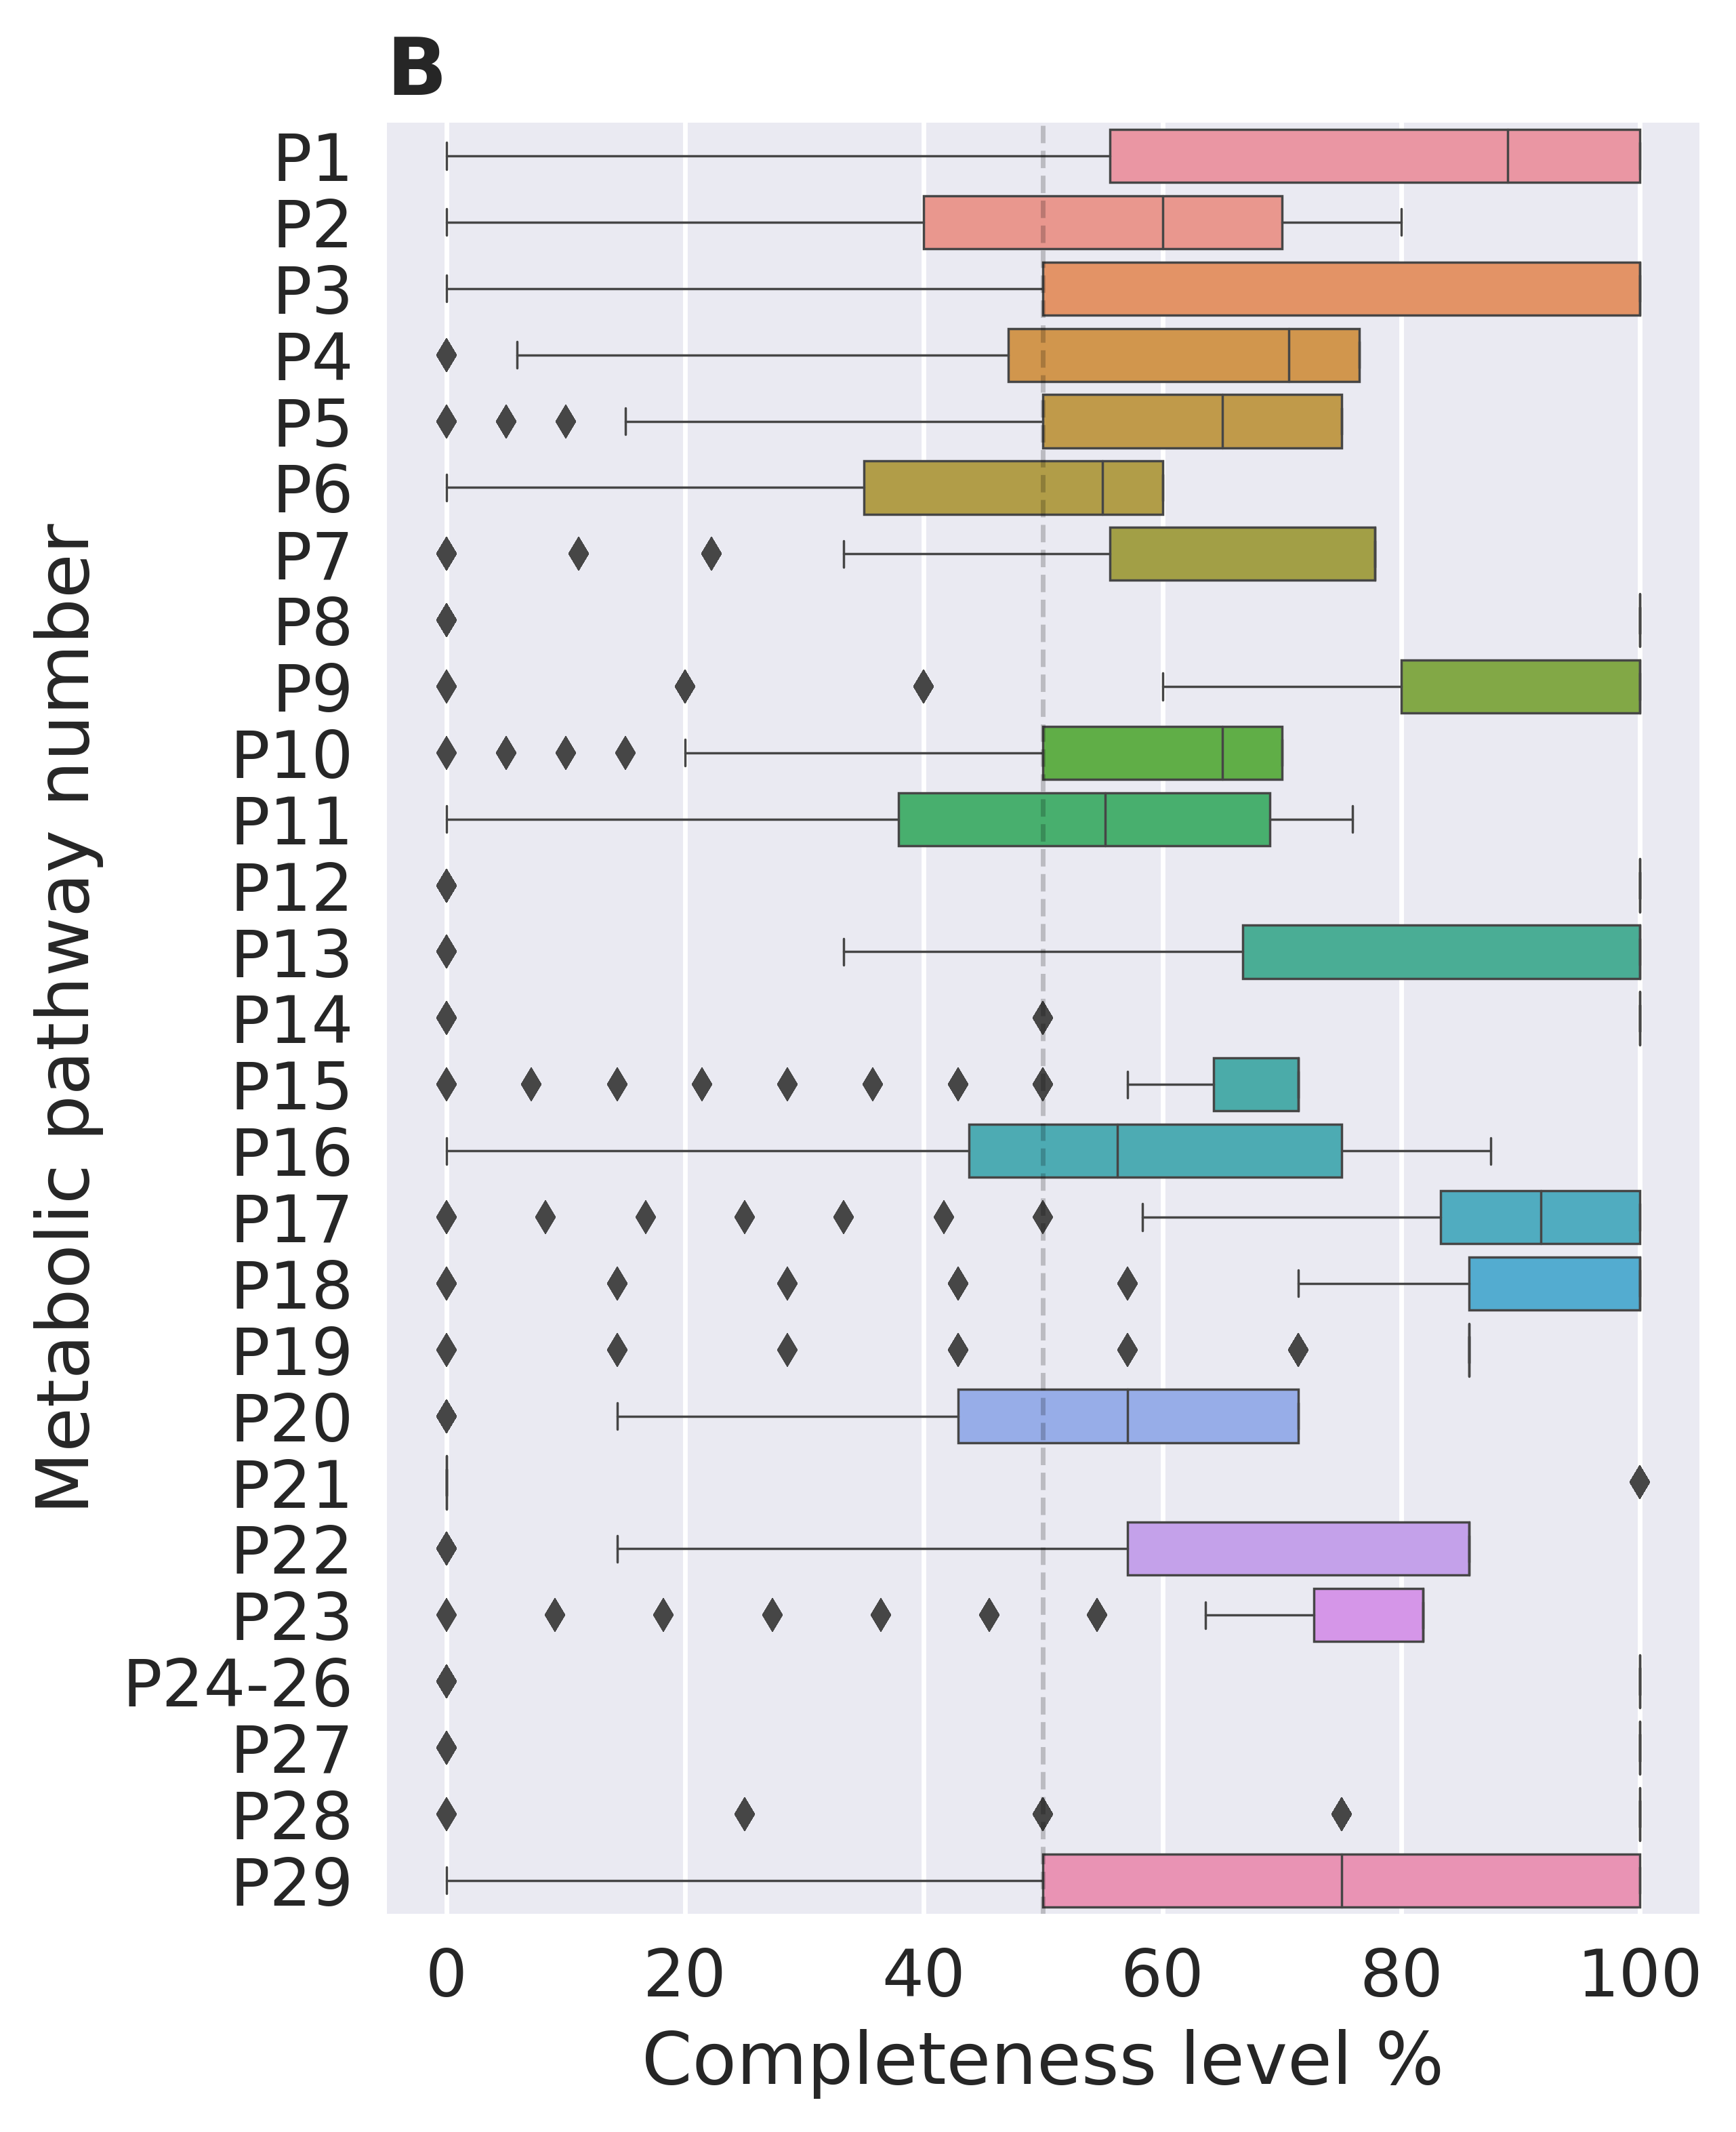 B
P1
P2
P3
P4
P5
P6
P7
P8
P9
P10
P11
P12
P13
P14
P15
P16
P17
P18
P19
P20
P21
P22
P23
P24-26
P27
P28
P29
Metabolic pathway number
0 20 40 60 80 100
Completeness level %